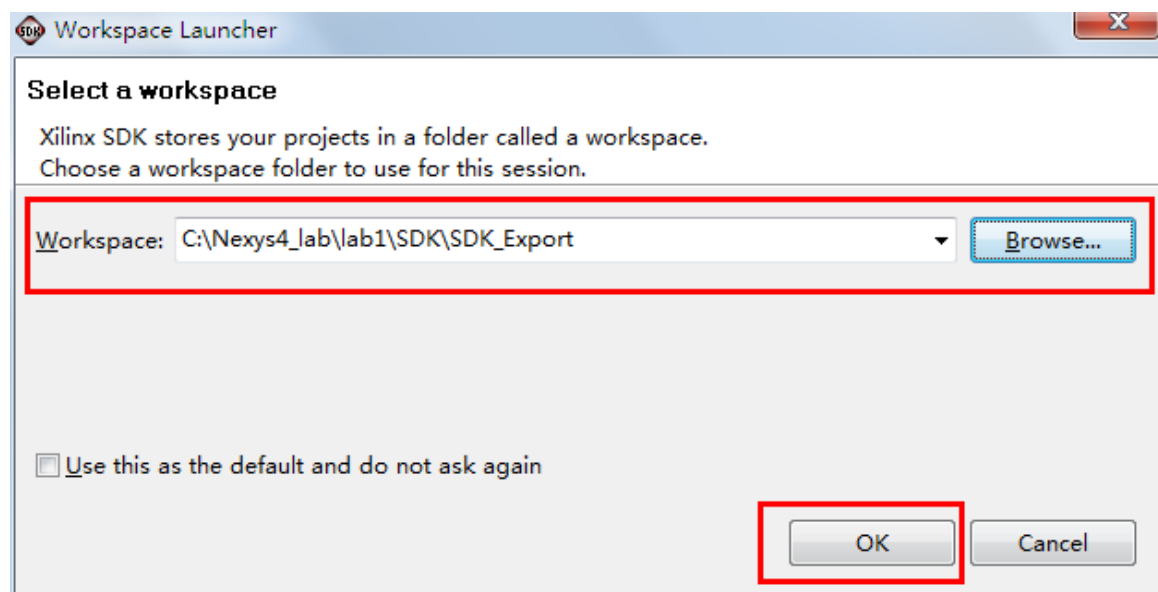 SDK Workspace Launcher
X
Select a workspace
Xilinx SDK stores your projects in a folder called a workspace.
Choose a workspace folder to use for this session.
Workspace: C:\Nexys4_lab\lab1\SDK\SDK_Export Browse...
Use this as the default and do not ask again
OK Cancel